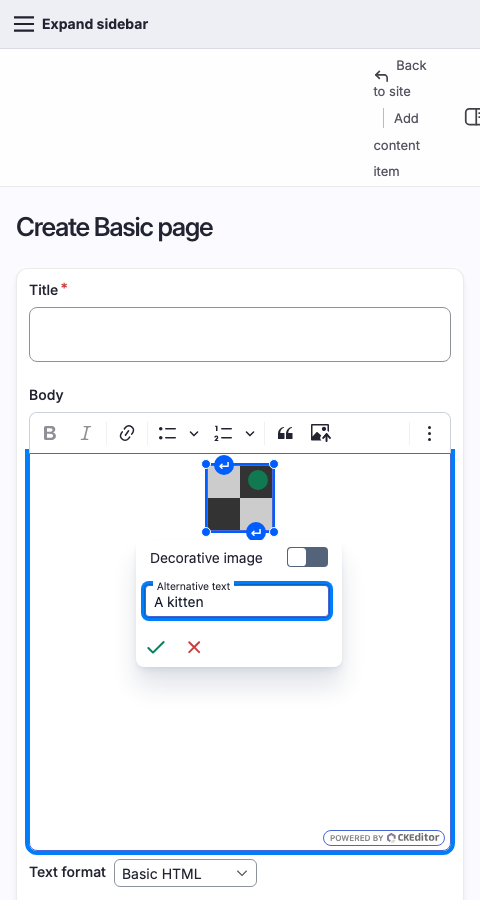 Expand sidebar
Back
to site
Add
content
item
Create Basic page
Title *
Body
B I
Decorative image
Alternative text
A kitten
POWERED BY CKEditor
Text format Basic HTML